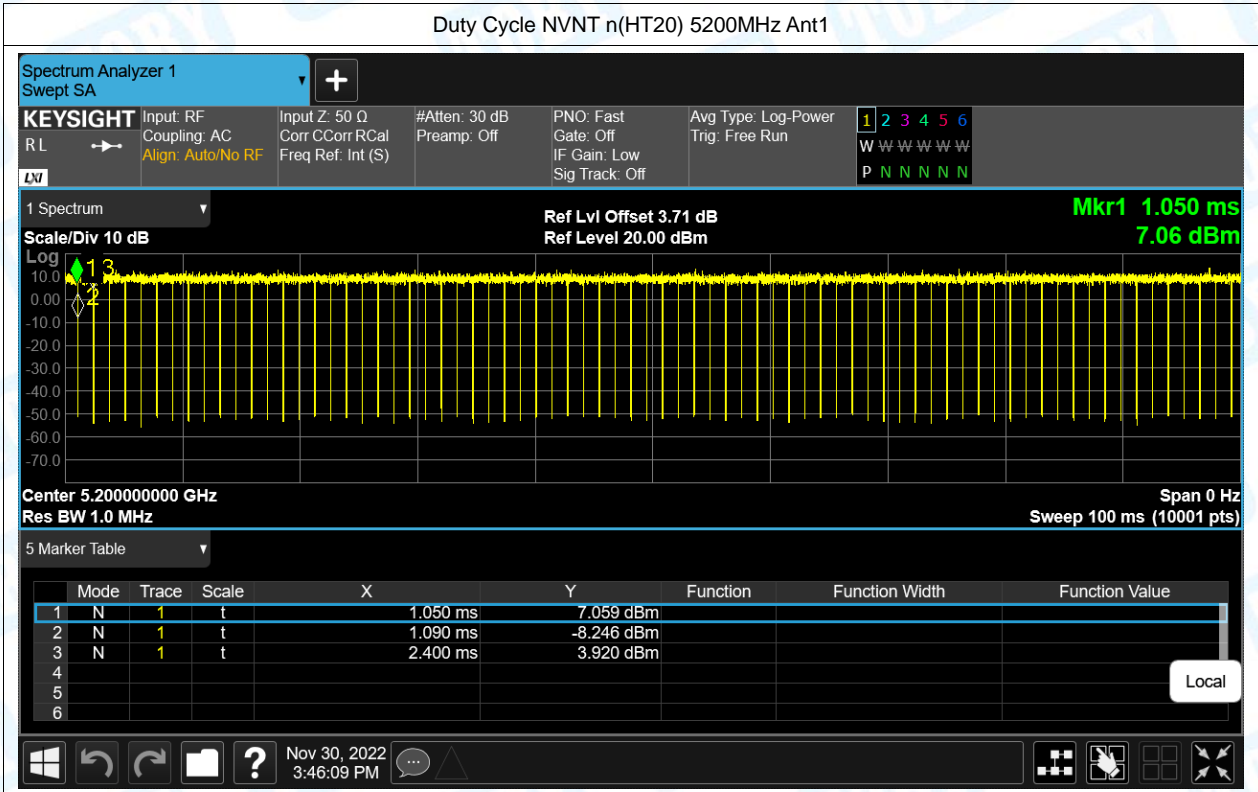 Duty Cycle NVNT n(HT20) 5200MHz Ant1
Spectrum Analyzer 1
Swept SA
KEYSIGHT Input: RF Input Z: 50 Ω #Atten: 30 dB PNO: Fast Avg Type: Log-Power 1 2 3 4 5 6
RL Coupling: AC Corr CCorr RCal Preamp: Off Gate: Off Trig: Free Run W W W W W W
Align: Auto/No RF Freq Ref: Int (S) IF Gain: Low
LXI Sig Track: Off P N N N N N
1 Spectrum Ref Lvl Offset 3.71 dB Mkr1 1.050 ms
Scale/Div 10 dB Ref Level 20.00 dBm 7.06 dBm
Log
1 3
10.0
2
0.00
-10.0
-20.0
-30.0
-40.0
-50.0
-60.0
-70.0
Center 5.200000000 GHz Span 0 Hz
Res BW 1.0 MHz Sweep 100 ms (10001 pts)
5 Marker Table
Mode Trace Scale X Y Function Function Width Function Value
1 N 1 t 1.050 ms 7.059 dBm
2 N 1 t 1.090 ms -8.246 dBm
3 N 1 t 2.400 ms 3.920 dBm
4
5
6
Local
? Nov 30, 2022
3:46:09 PM